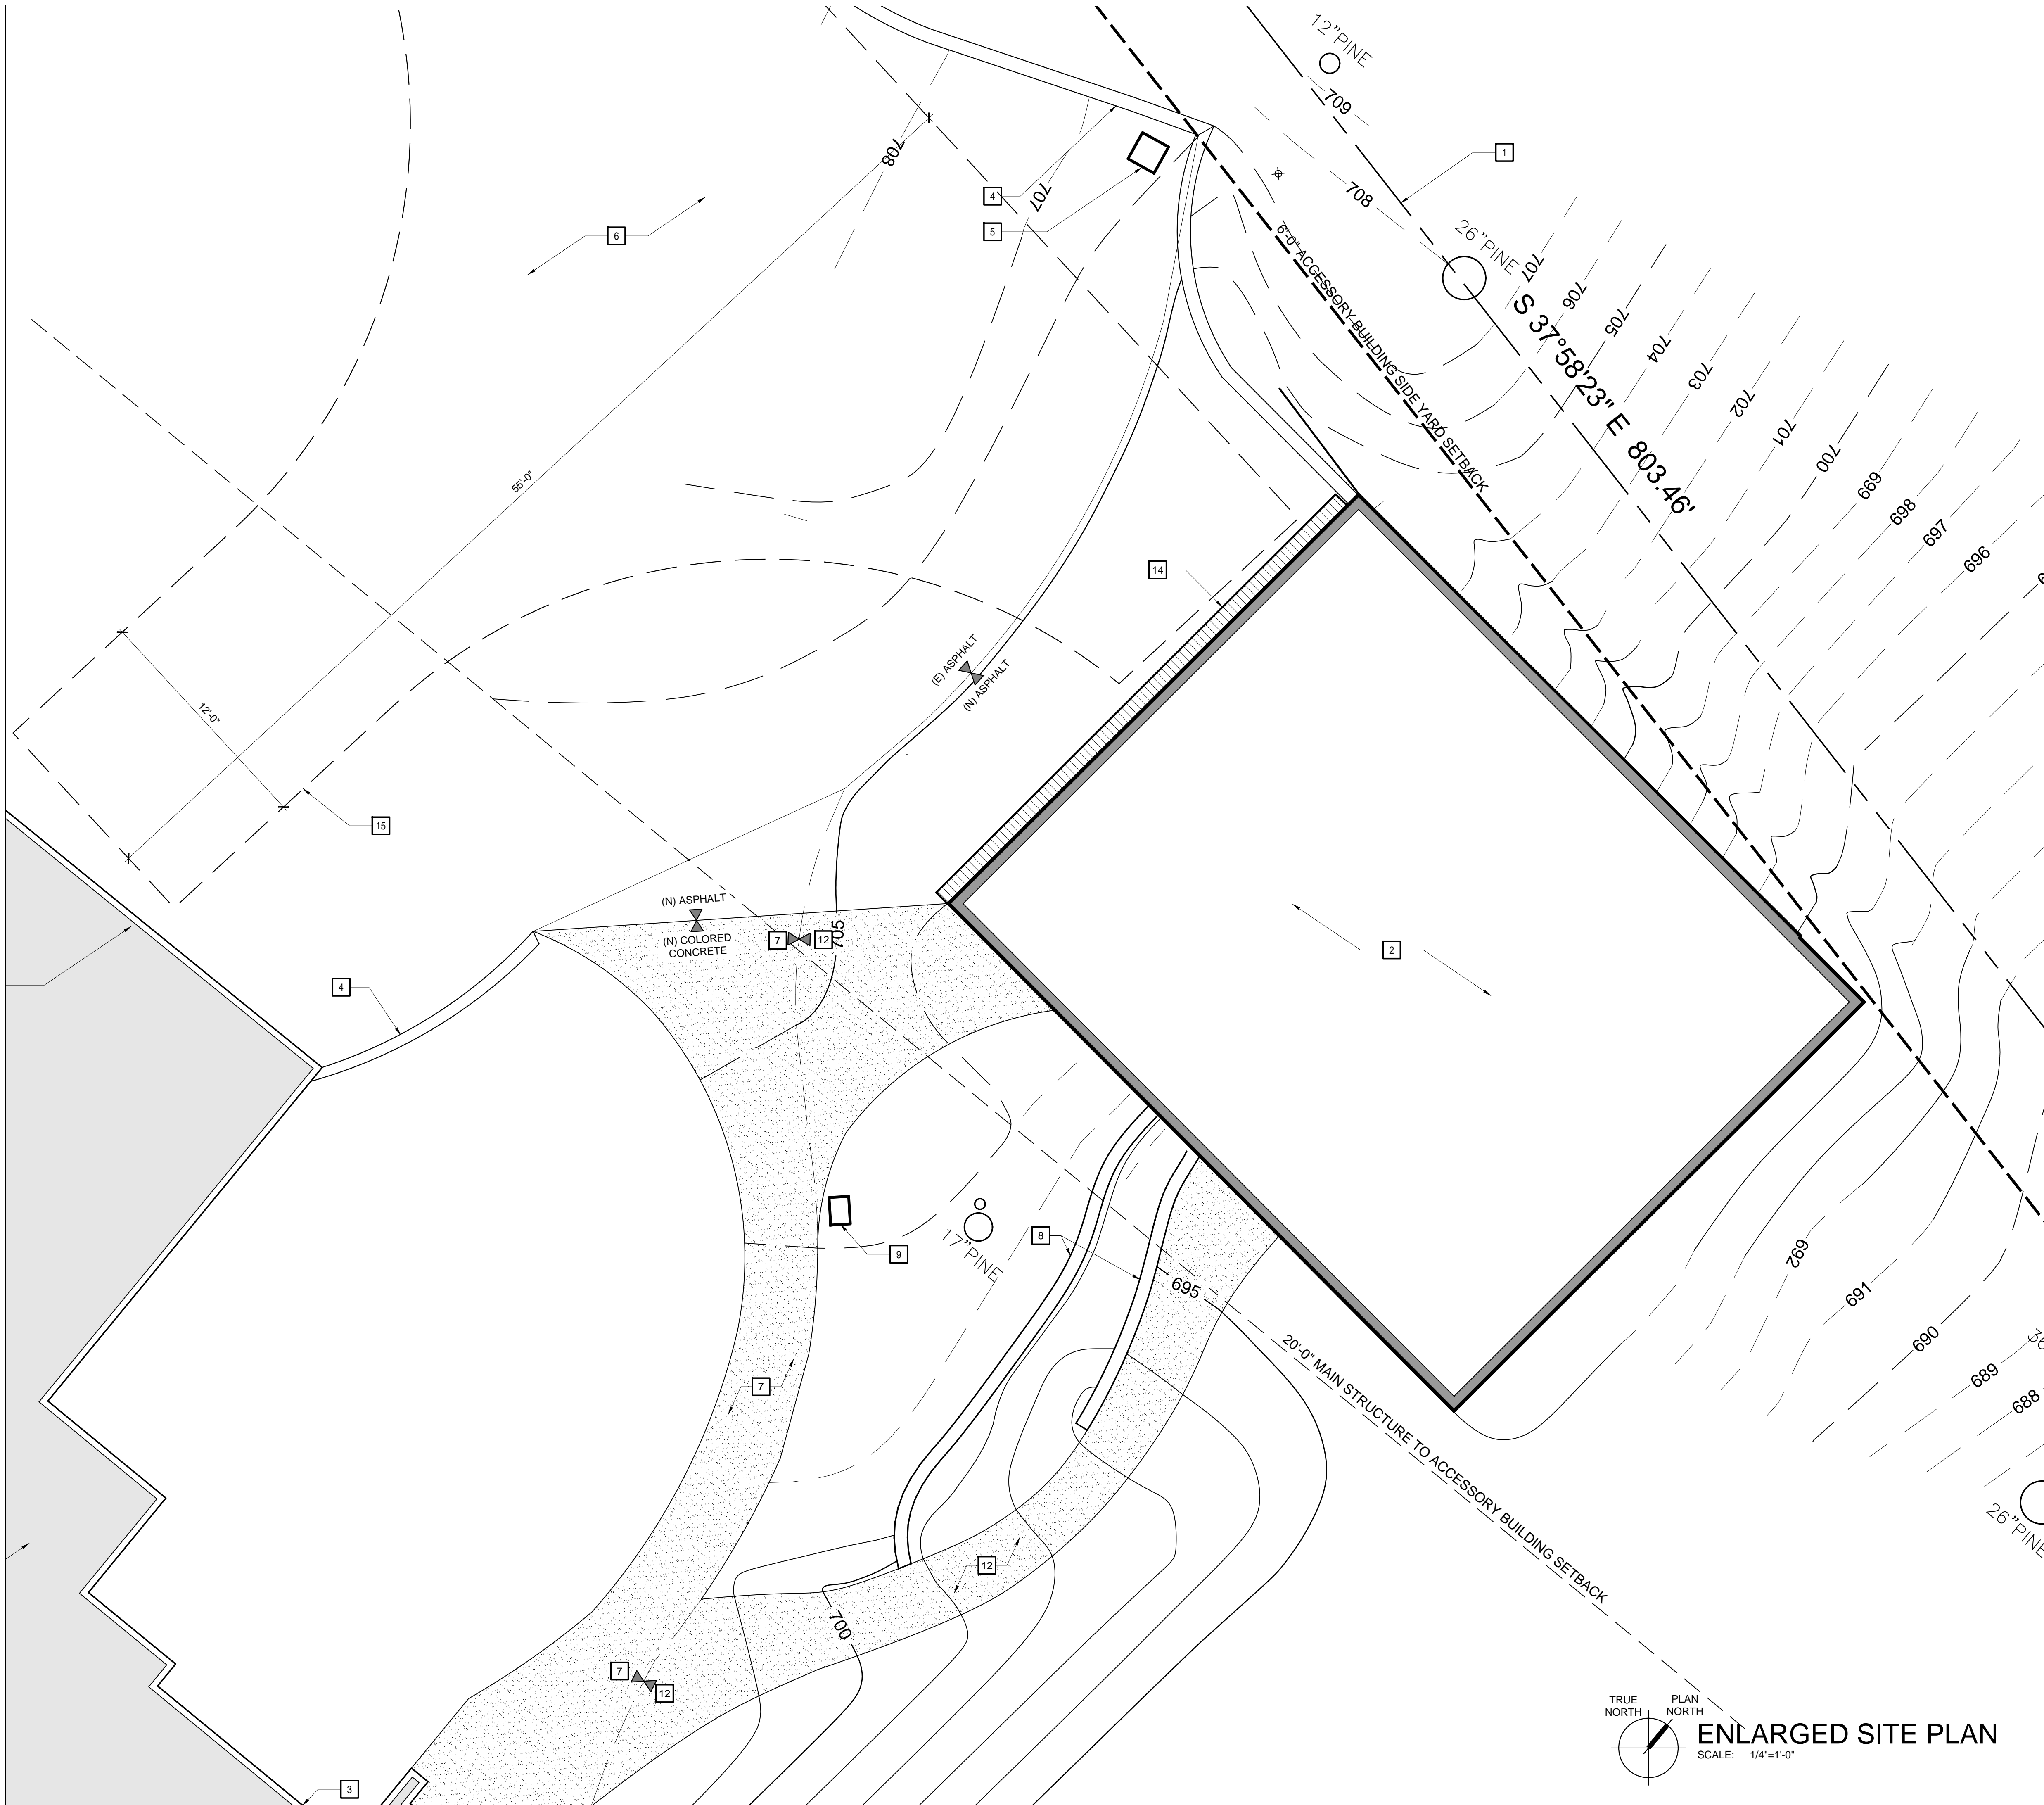 12"PINE
709
1
708
4
707
708
5
6
26"PINE
6'-0" ACCESSORY BUILDING SIDE YARD SETBACK
707
706
705
704
703
702
701
700
699
698
697
696
S 37°58'23" E 803.46'
55'-0"
14
(E) ASPHALT
(N) ASPHALT
12'-0"
15
(N) ASPHALT
(N) COLORED
CONCRETE
7
12
705
2
4
8
9
17"PINE
695
692
691
690
689
688
20'-0" MAIN STRUCTURE TO ACCESSORY BUILDING SETBACK
7
26"PINE
12
700
7
12
TRUE
NORTH
PLAN
NORTH
ENLARGED SITE PLAN
SCALE: 1/4"=1'-0"
3